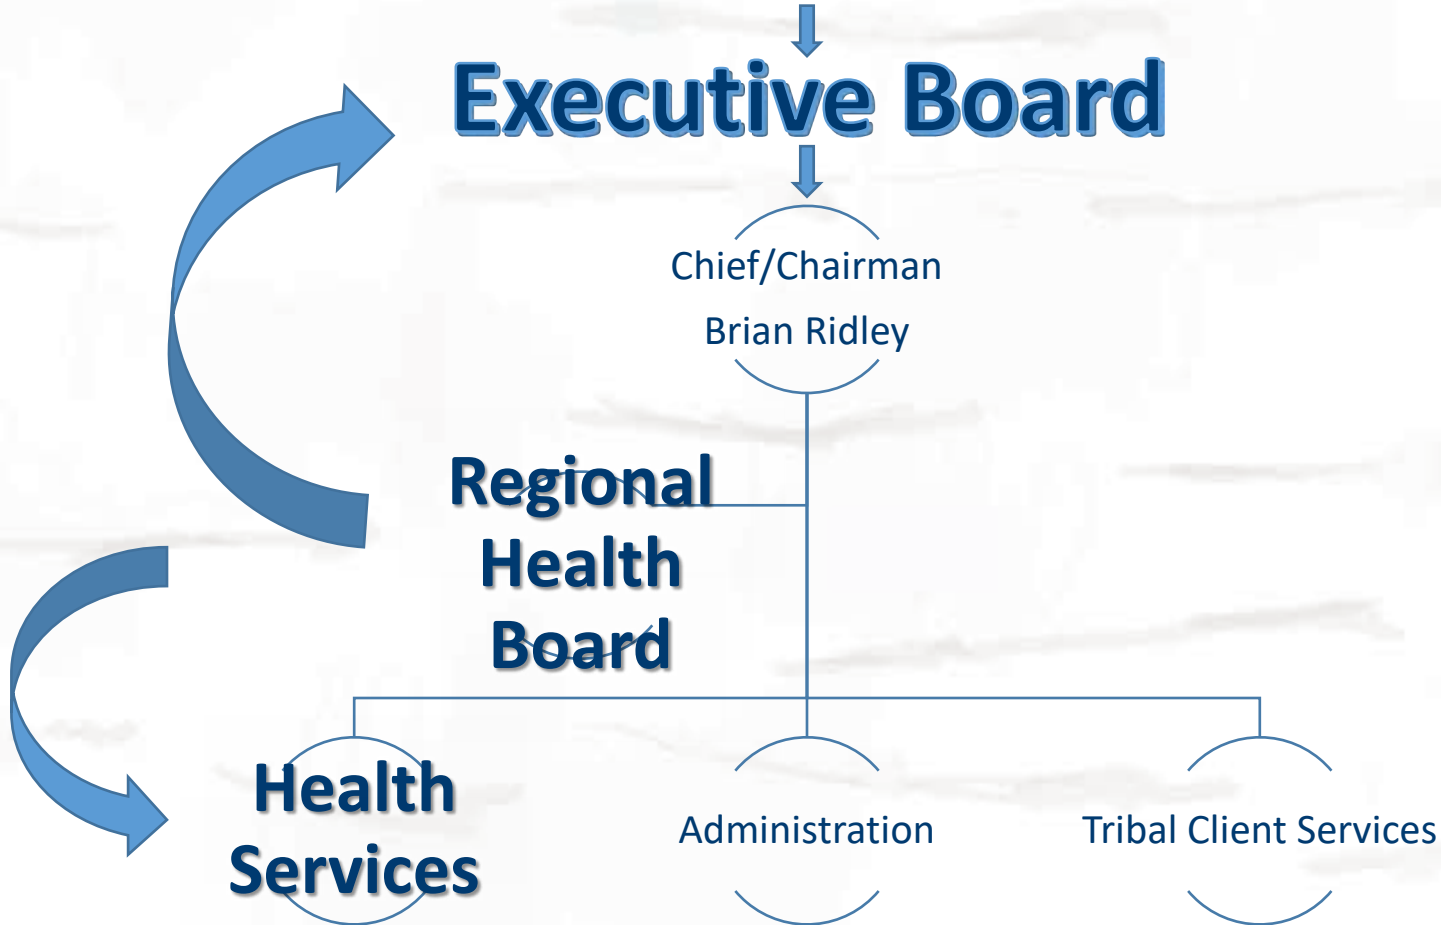 Executive Board
Chief/Chairman
Brian Ridley
Regional
Health
Board
Health
Services
Administration
Tribal Client Services